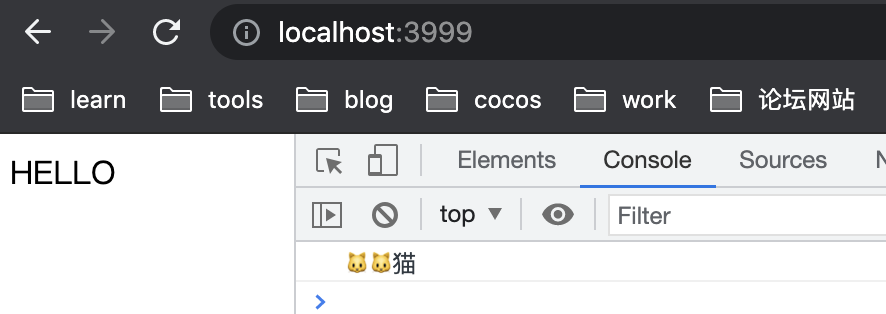 localhost:3999
learn tools blog cocos work 论坛网站
HELLO
Elements Console Sources N
top Filter
🐱🐱猫